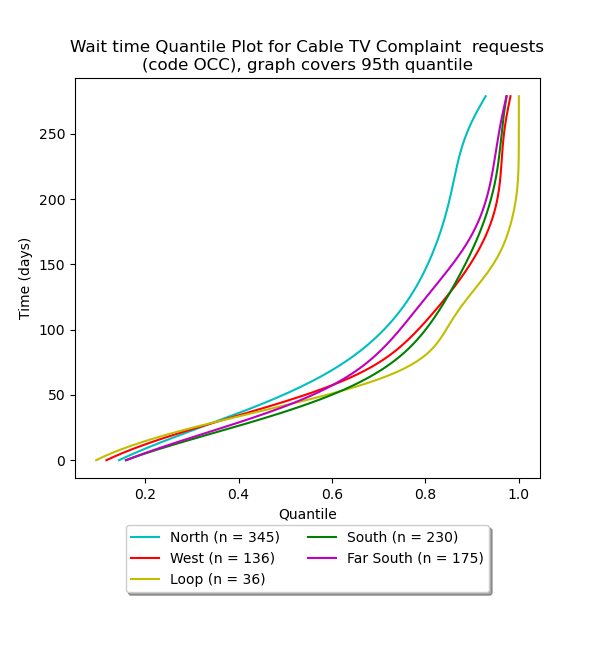 Wait time Quantile Plot for Cable TV Complaint  requests
(code OCC), graph covers 95th quantile
Time (days)
250
200
150
100
50
0
0.2 0.4 0.6 0.8 1.0
Quantile
North (n = 345)
West (n = 136)
Loop (n = 36)
South (n = 230)
Far South (n = 175)